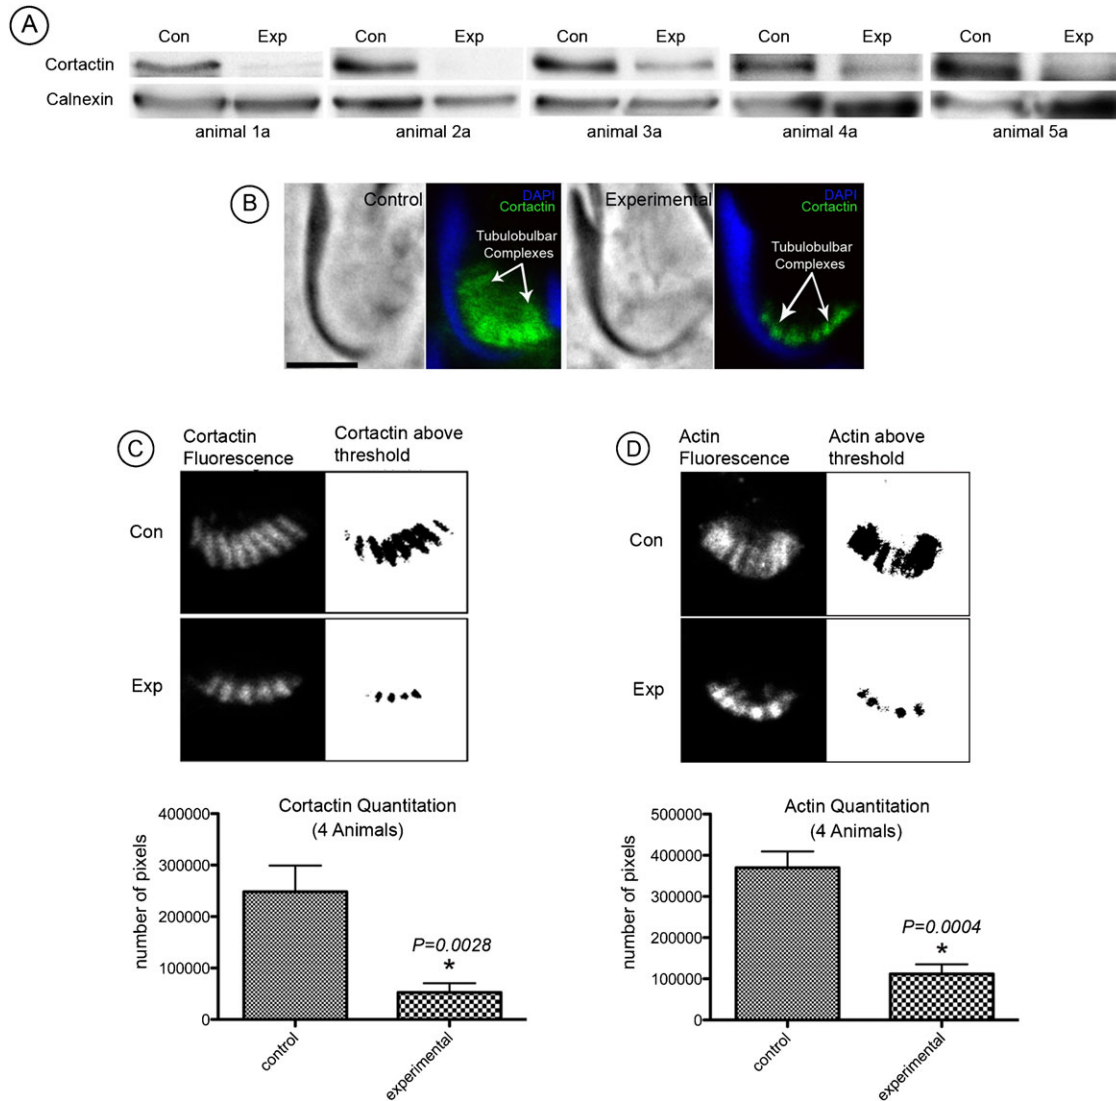 A
Con Exp Con Exp Con Exp Con Exp Con Exp
Cortactin
Calnexin
animal 1a animal 2a animal 3a animal 4a animal 5a
B
Control
DAPI
Cortactin
Tubulobulbar
Complexes
Experimental
DAPI
Cortactin
Tubulobulbar
Complexes
C
Cortactin
Fluorescence
Cortactin above
threshold
Con
Exp
Cortactin Quantitation
(4 Animals)
number of pixels
400000
300000
200000
100000
0
P=0.0028
*
control
experimental
D
Actin
Fluorescence
Actin above
threshold
Con
Exp
Actin Quantitation
(4 Animals)
number of pixels
500000
400000
300000
200000
100000
0
P=0.0004
*
control
experimental